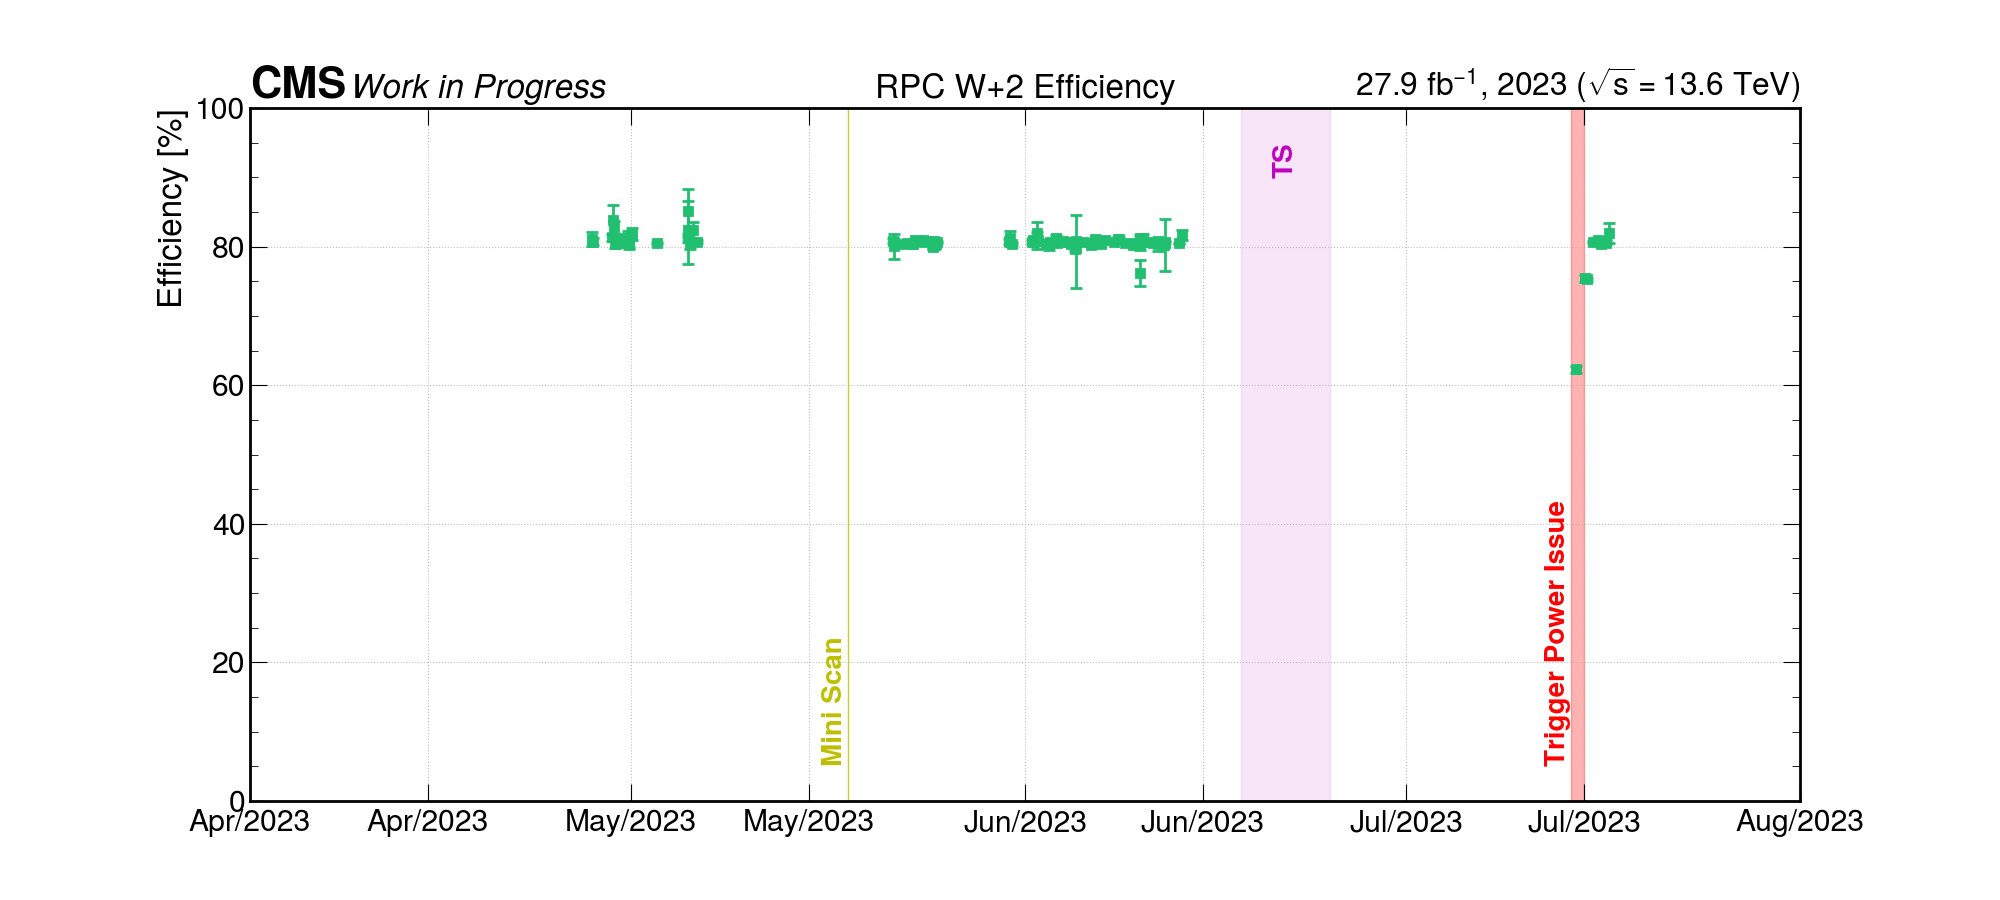 CMS Work in Progress RPC W+2 Efficiency 27.9 fb⁻¹, 2023 (√s = 13.6 TeV)
Efficiency [%]
100
80
60
40
20
0
TS
Mini Scan
Trigger Power Issue
Apr/2023 Apr/2023 May/2023 May/2023 Jun/2023 Jun/2023 Jul/2023 Jul/2023 Aug/2023